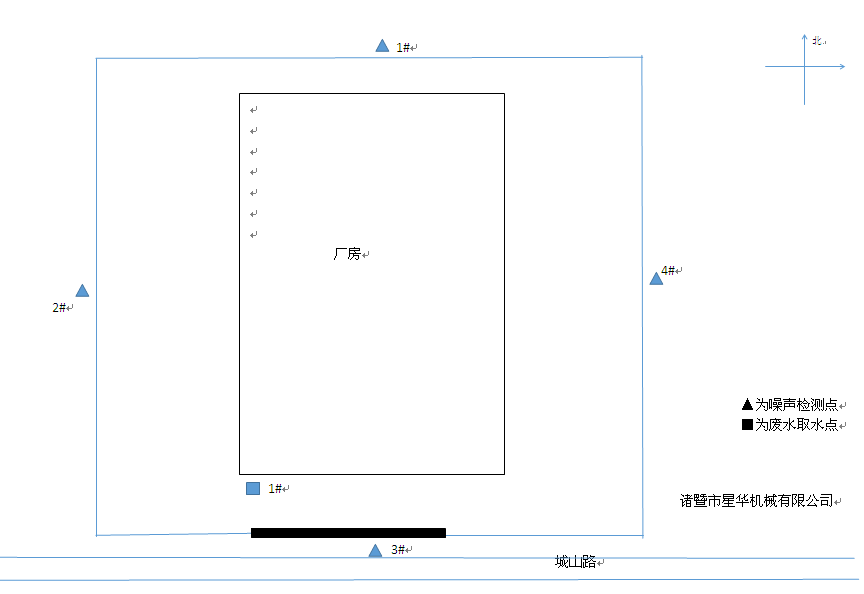 1#
北
厂房
4#
2#
▲为噪声检测点
■为废水取水点
1#
诸暨市星华机械有限公司
3#
城山路